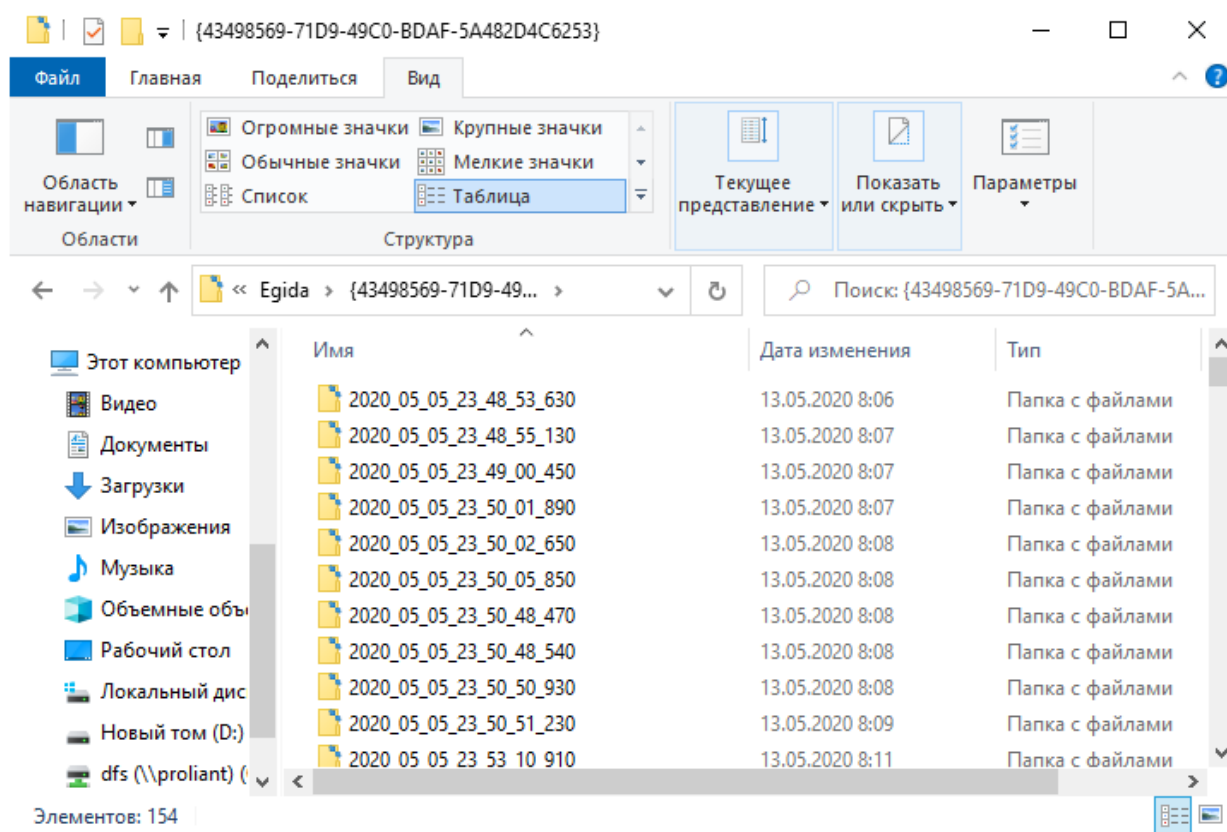 {43498569-71D9-49C0-BDAF-5A482D4C6253}
Файл Главная Поделиться Вид
Огромные значки Крупные значки
Обычные значки Мелкие значки
Список Таблица
Область навигации
Текущее представление
Показать или скрыть
Параметры
Области Структура
« Egida › {43498569-71D9-49... ›
Поиск: {43498569-71D9-49C0-BDAF-5A...
Имя Дата изменения Тип
Этот компьютер
Видео
Документы
Загрузки
Изображения
Музыка
Объемные объ
Рабочий стол
Локальный дис
Новый том (D:)
dfs (\\proliant) (
2020_05_05_23_48_53_630 13.05.2020 8:06 Папка с файлами
2020_05_05_23_48_55_130 13.05.2020 8:07 Папка с файлами
2020_05_05_23_49_00_450 13.05.2020 8:07 Папка с файлами
2020_05_05_23_50_01_890 13.05.2020 8:07 Папка с файлами
2020_05_05_23_50_02_650 13.05.2020 8:08 Папка с файлами
2020_05_05_23_50_05_850 13.05.2020 8:08 Папка с файлами
2020_05_05_23_50_48_470 13.05.2020 8:08 Папка с файлами
2020_05_05_23_50_48_540 13.05.2020 8:08 Папка с файлами
2020_05_05_23_50_50_930 13.05.2020 8:08 Папка с файлами
2020_05_05_23_50_51_230 13.05.2020 8:09 Папка с файлами
2020_05_05_23_53_10_910 13.05.2020 8:11 Папка с файлами
Элементов: 154